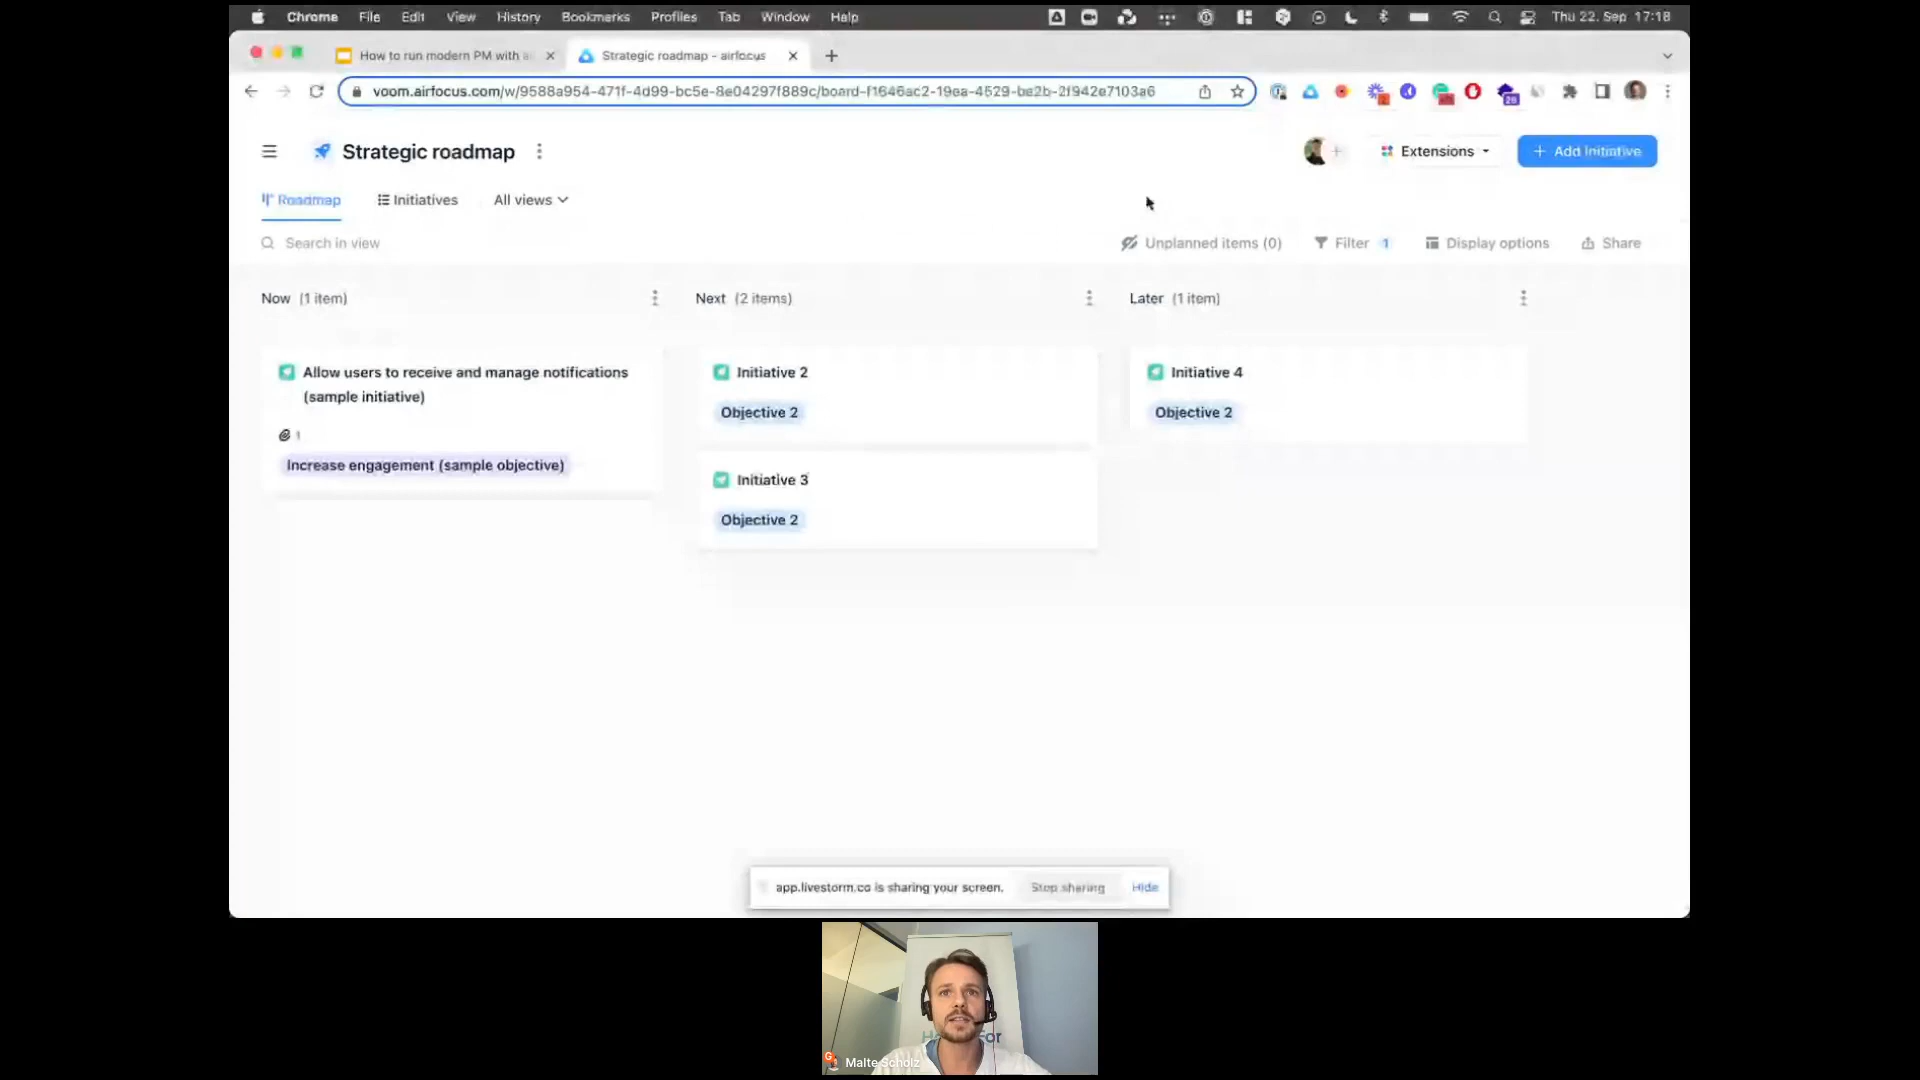 Chrome File Edit View History Bookmarks Profiles Tab Window Help Thu 22. Sep 17:18
How to run modern PM with a
Strategic roadmap - airfocus
voom.airfocus.com/w/9588a954-471f-4d99-bc5e-8e04297f889c/board-f1646ac2-19ea-4529-be2b-2f942e7103a6
Strategic roadmap
Extensions
+ Add Initiative
Roadmap
Initiatives
All views
Search in view
Unplanned items (0)
Filter 1
Display options
Share
Now (1 item)
Next (2 items)
Later (1 item)
Allow users to receive and manage notifications
(sample initiative)
1
Increase engagement (sample objective)
Initiative 2
Objective 2
Initiative 3
Objective 2
Initiative 4
Objective 2
app.livestorm.co is sharing your screen.
Stop sharing
Hide
For
G
Malte Scholz